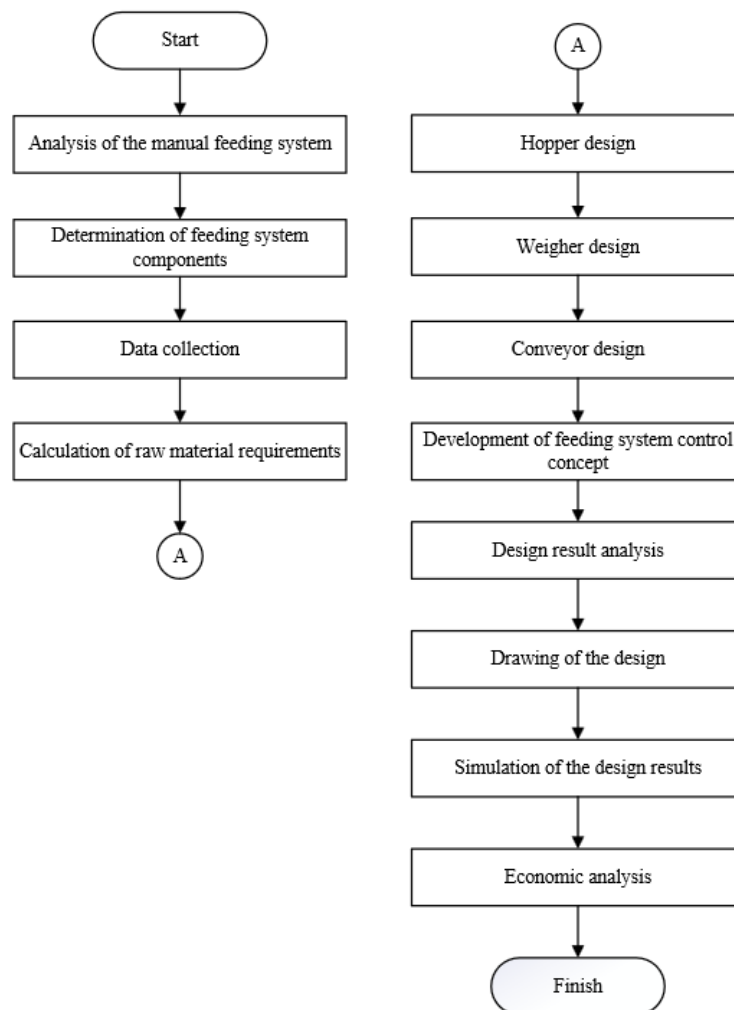 Start
Analysis of the manual feeding system
Determination of feeding system
components
Data collection
Calculation of raw material requirements
A
A
Hopper design
Weigher design
Conveyor design
Development of feeding system control
concept
Design result analysis
Drawing of the design
Simulation of the design results
Economic analysis
Finish